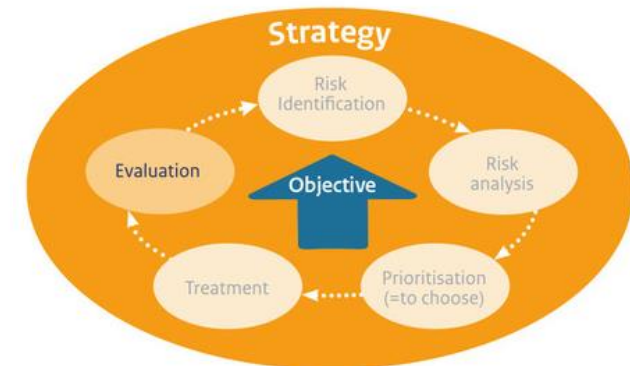 Strategy
Risk
Identification
Evaluation
Objective
Risk
analysis
Treatment
Prioritisation
(=to choose)